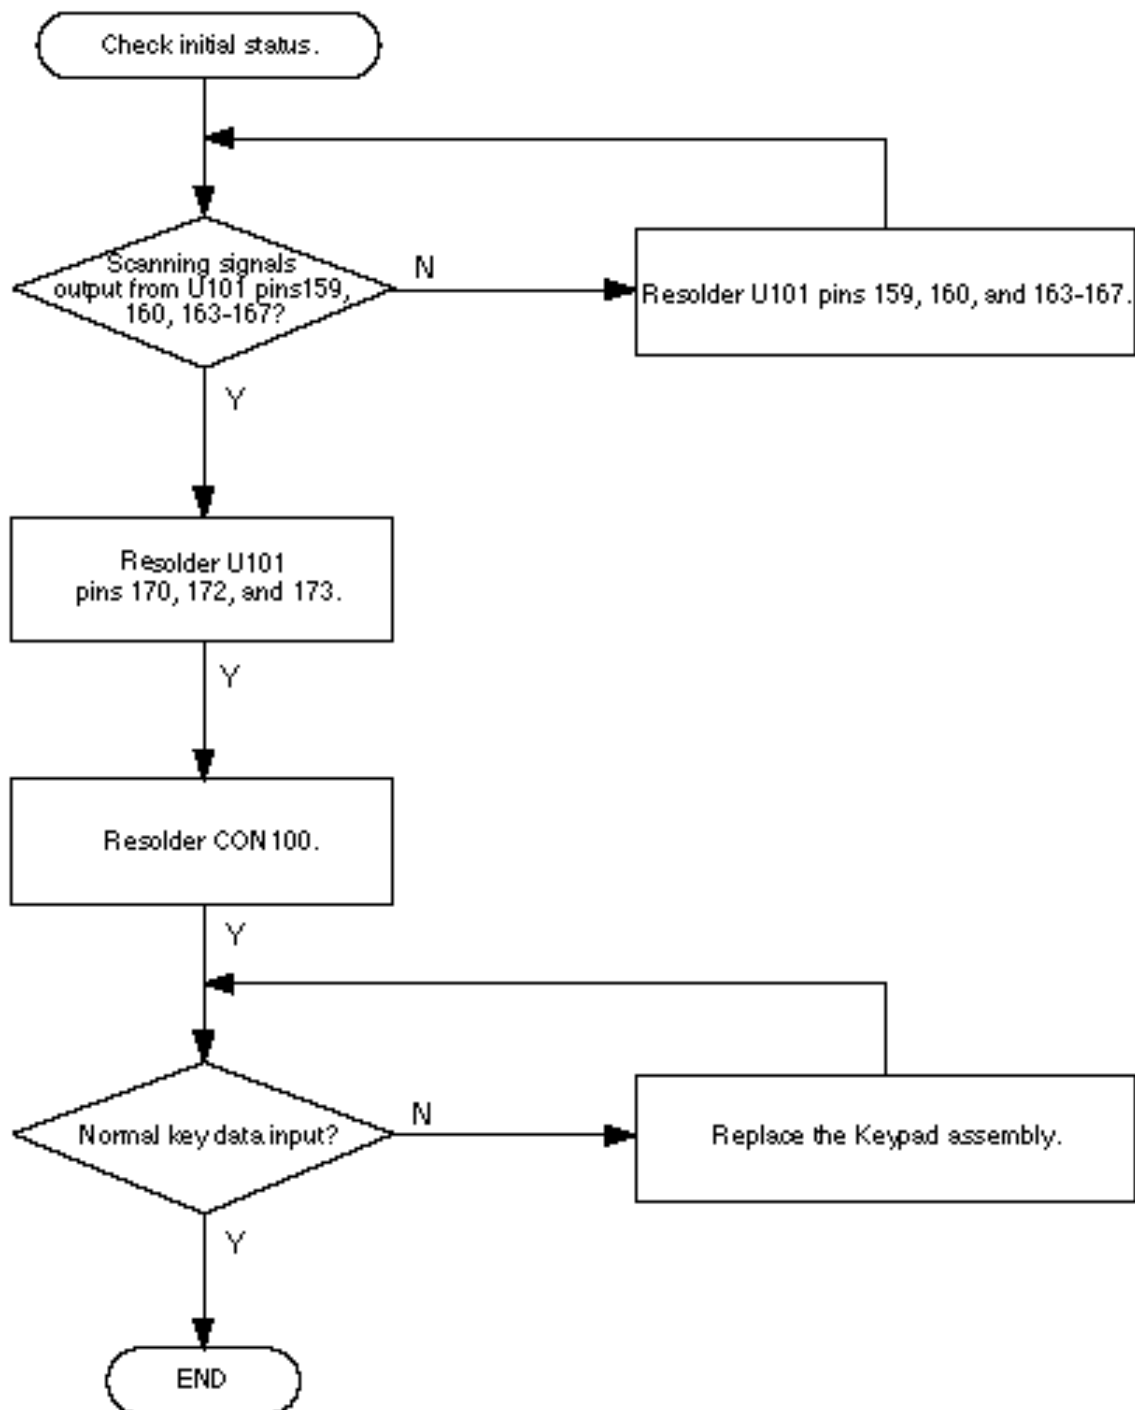 Check initial status.
Scanning signals
output from U101 pins159,
160, 163-167?
N
Resolder U101 pins 159, 160, and 163-167.
Y
Resolder U101
pins 170, 172, and 173.
Y
Resolder CON100.
Y
Normal key data input?
N
Replace the Keypad assembly.
Y
END